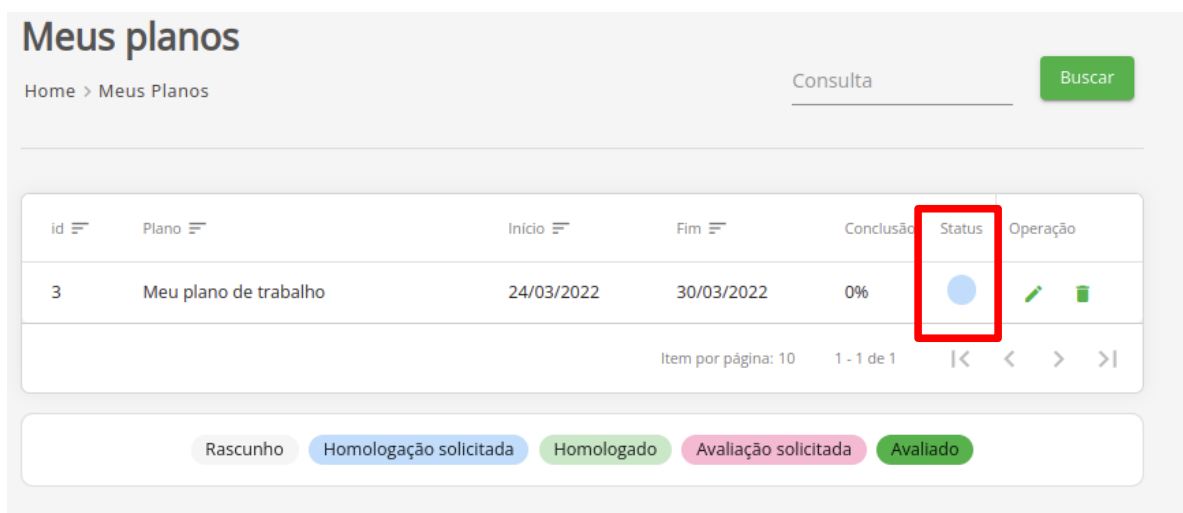 Meus planos
Home > Meus Planos
Consulta
Buscar
id Plano Início Fim Conclusão Status Operação
3 Meu plano de trabalho 24/03/2022 30/03/2022 0%
Item por página: 10 1 - 1 de 1
Rascunho Homologação solicitada Homologado Avaliação solicitada Avaliado